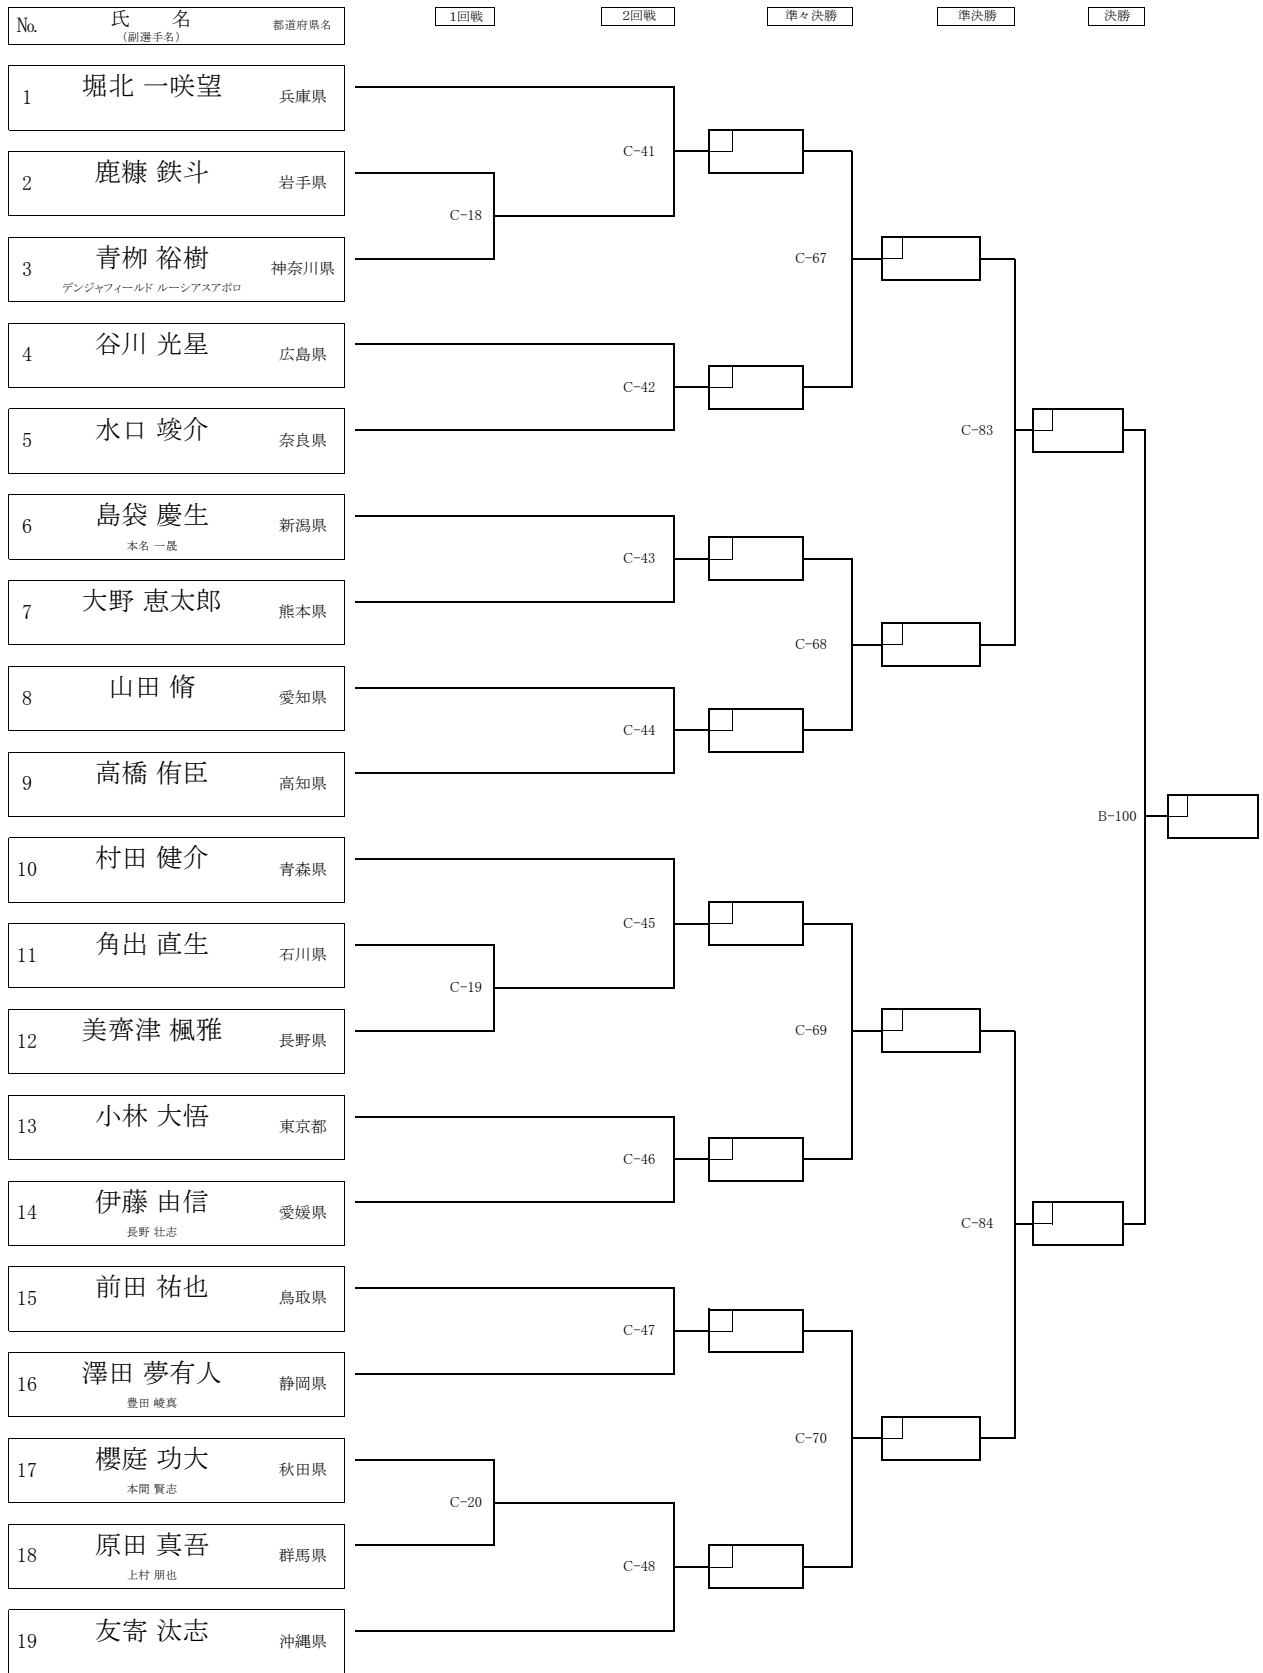 No. 氏 名 (副選手名) 都道府県名 1回戦 2回戦 準々決勝 準決勝 決勝
1 堀北 一咲望 兵庫県
C-41
2 鹿糠 鉄斗 岩手県
C-18
3 青栁 裕樹 神奈川県
デンジャフィールド ルーシアスアポロ
C-67
4 谷川 光星 広島県
C-42
5 水口 竣介 奈良県
C-83
6 島袋 慶生 新潟県
本名 一晟
C-43
7 大野 恵太郎 熊本県
C-68
8 山田 脩 愛知県
C-44
9 高橋 侑臣 高知県
B-100
10 村田 健介 青森県
C-45
11 角出 直生 石川県
C-19
12 美齊津 楓雅 長野県
C-69
13 小林 大悟 東京都
C-46
14 伊藤 由信 愛媛県
長野 壮志
C-84
15 前田 祐也 鳥取県
C-47
16 澤田 夢有人 静岡県
豊田 崚真
C-70
17 櫻庭 功大 秋田県
本間 賢志
C-20
18 原田 真吾 群馬県
上村 朋也
C-48
19 友寄 汰志 沖縄県